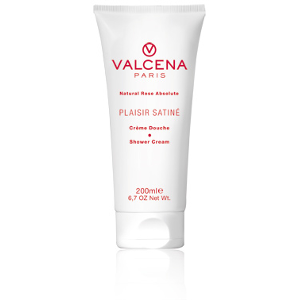 VALCENA
PARIS
Natural Rose Absolute
PLAISIR SATINÉ
Crème Douche
Shower Cream
200ml e
6,7 OZ Net Wt.